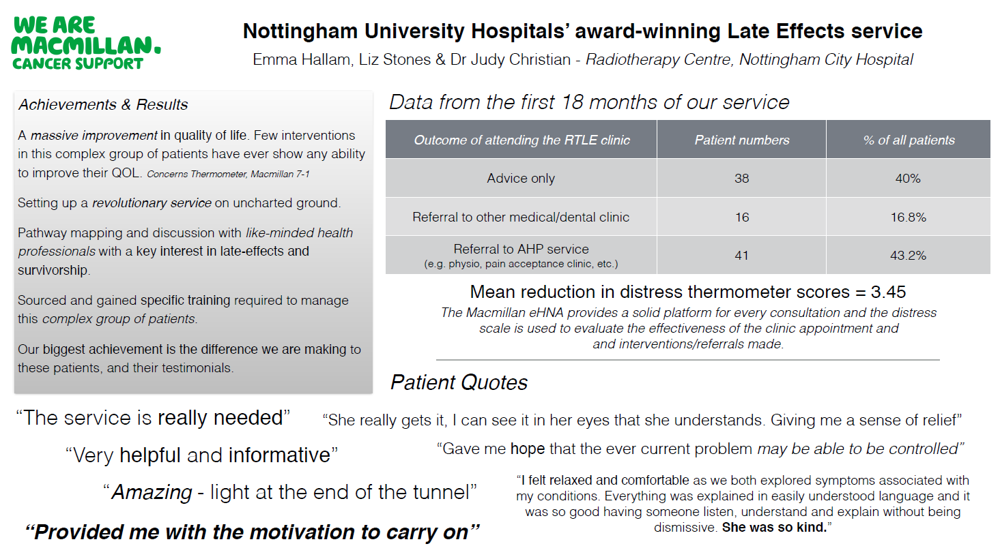 WE ARE
MACMILLAN.
CANCER SUPPORT
Nottingham University Hospitals’ award-winning Late Effects service
Emma Hallam, Liz Stones & Dr Judy Christian - Radiotherapy Centre, Nottingham City Hospital
Achievements & Results
A massive improvement in quality of life. Few interventions
in this complex group of patients have ever show any ability
to improve their QOL. Concerns Thermometer, Macmillan 7-1
Setting up a revolutionary service on uncharted ground.
Pathway mapping and discussion with like-minded health
professionals with a key interest in late-effects and
survivorship.
Sourced and gained specific training required to manage
this complex group of patients.
Our biggest achievement is the difference we are making to
these patients, and their testimonials.
Data from the first 18 months of our service
Outcome of attending the RTLE clinic Patient numbers % of all patients
Advice only 38 40%
Referral to other medical/dental clinic 16 16.8%
Referral to AHP service
(e.g. physio, pain acceptance clinic, etc.) 41 43.2%
Mean reduction in distress thermometer scores = 3.45
The Macmillan eHNA provides a solid platform for every consultation and the distress
scale is used to evaluate the effectiveness of the clinic appointment and
and interventions/referrals made.
Patient Quotes
“The service is really needed”
“She really gets it, I can see it in her eyes that she understands. Giving me a sense of relief”
“Very helpful and informative”
“Gave me hope that the ever current problem may be able to be controlled”
“Amazing - light at the end of the tunnel”
“I felt relaxed and comfortable as we both explored symptoms associated with
my conditions. Everything was explained in easily understood language and it
was so good having someone listen, understand and explain without being
dismissive. She was so kind.”
“Provided me with the motivation to carry on”